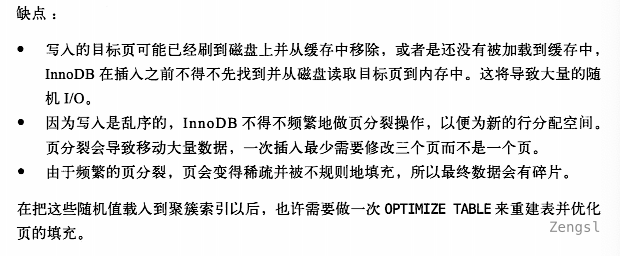 缺点：
• 写入的目标页可能已经刷到磁盘上并从缓存中移除，或者是还没有被加载到缓存中，
InnoDB 在插入之前不得不先找到并从磁盘读取目标页到内存中。这将导致大量的随
机 I/O。
• 因为写入是乱序的，InnoDB 不得不频繁地做页分裂操作，以便为新的行分配空间。
页分裂会导致移动大量数据，一次插入最少需要修改三个页而不是一个页。
• 由于频繁的页分裂，页会变得稀疏并被不规则地填充，所以最终数据会有碎片。
在把这些随机值载入到聚簇索引以后，也许需要做一次 OPTIMIZE TABLE 来重建表并优化
页的填充。
Zengsl